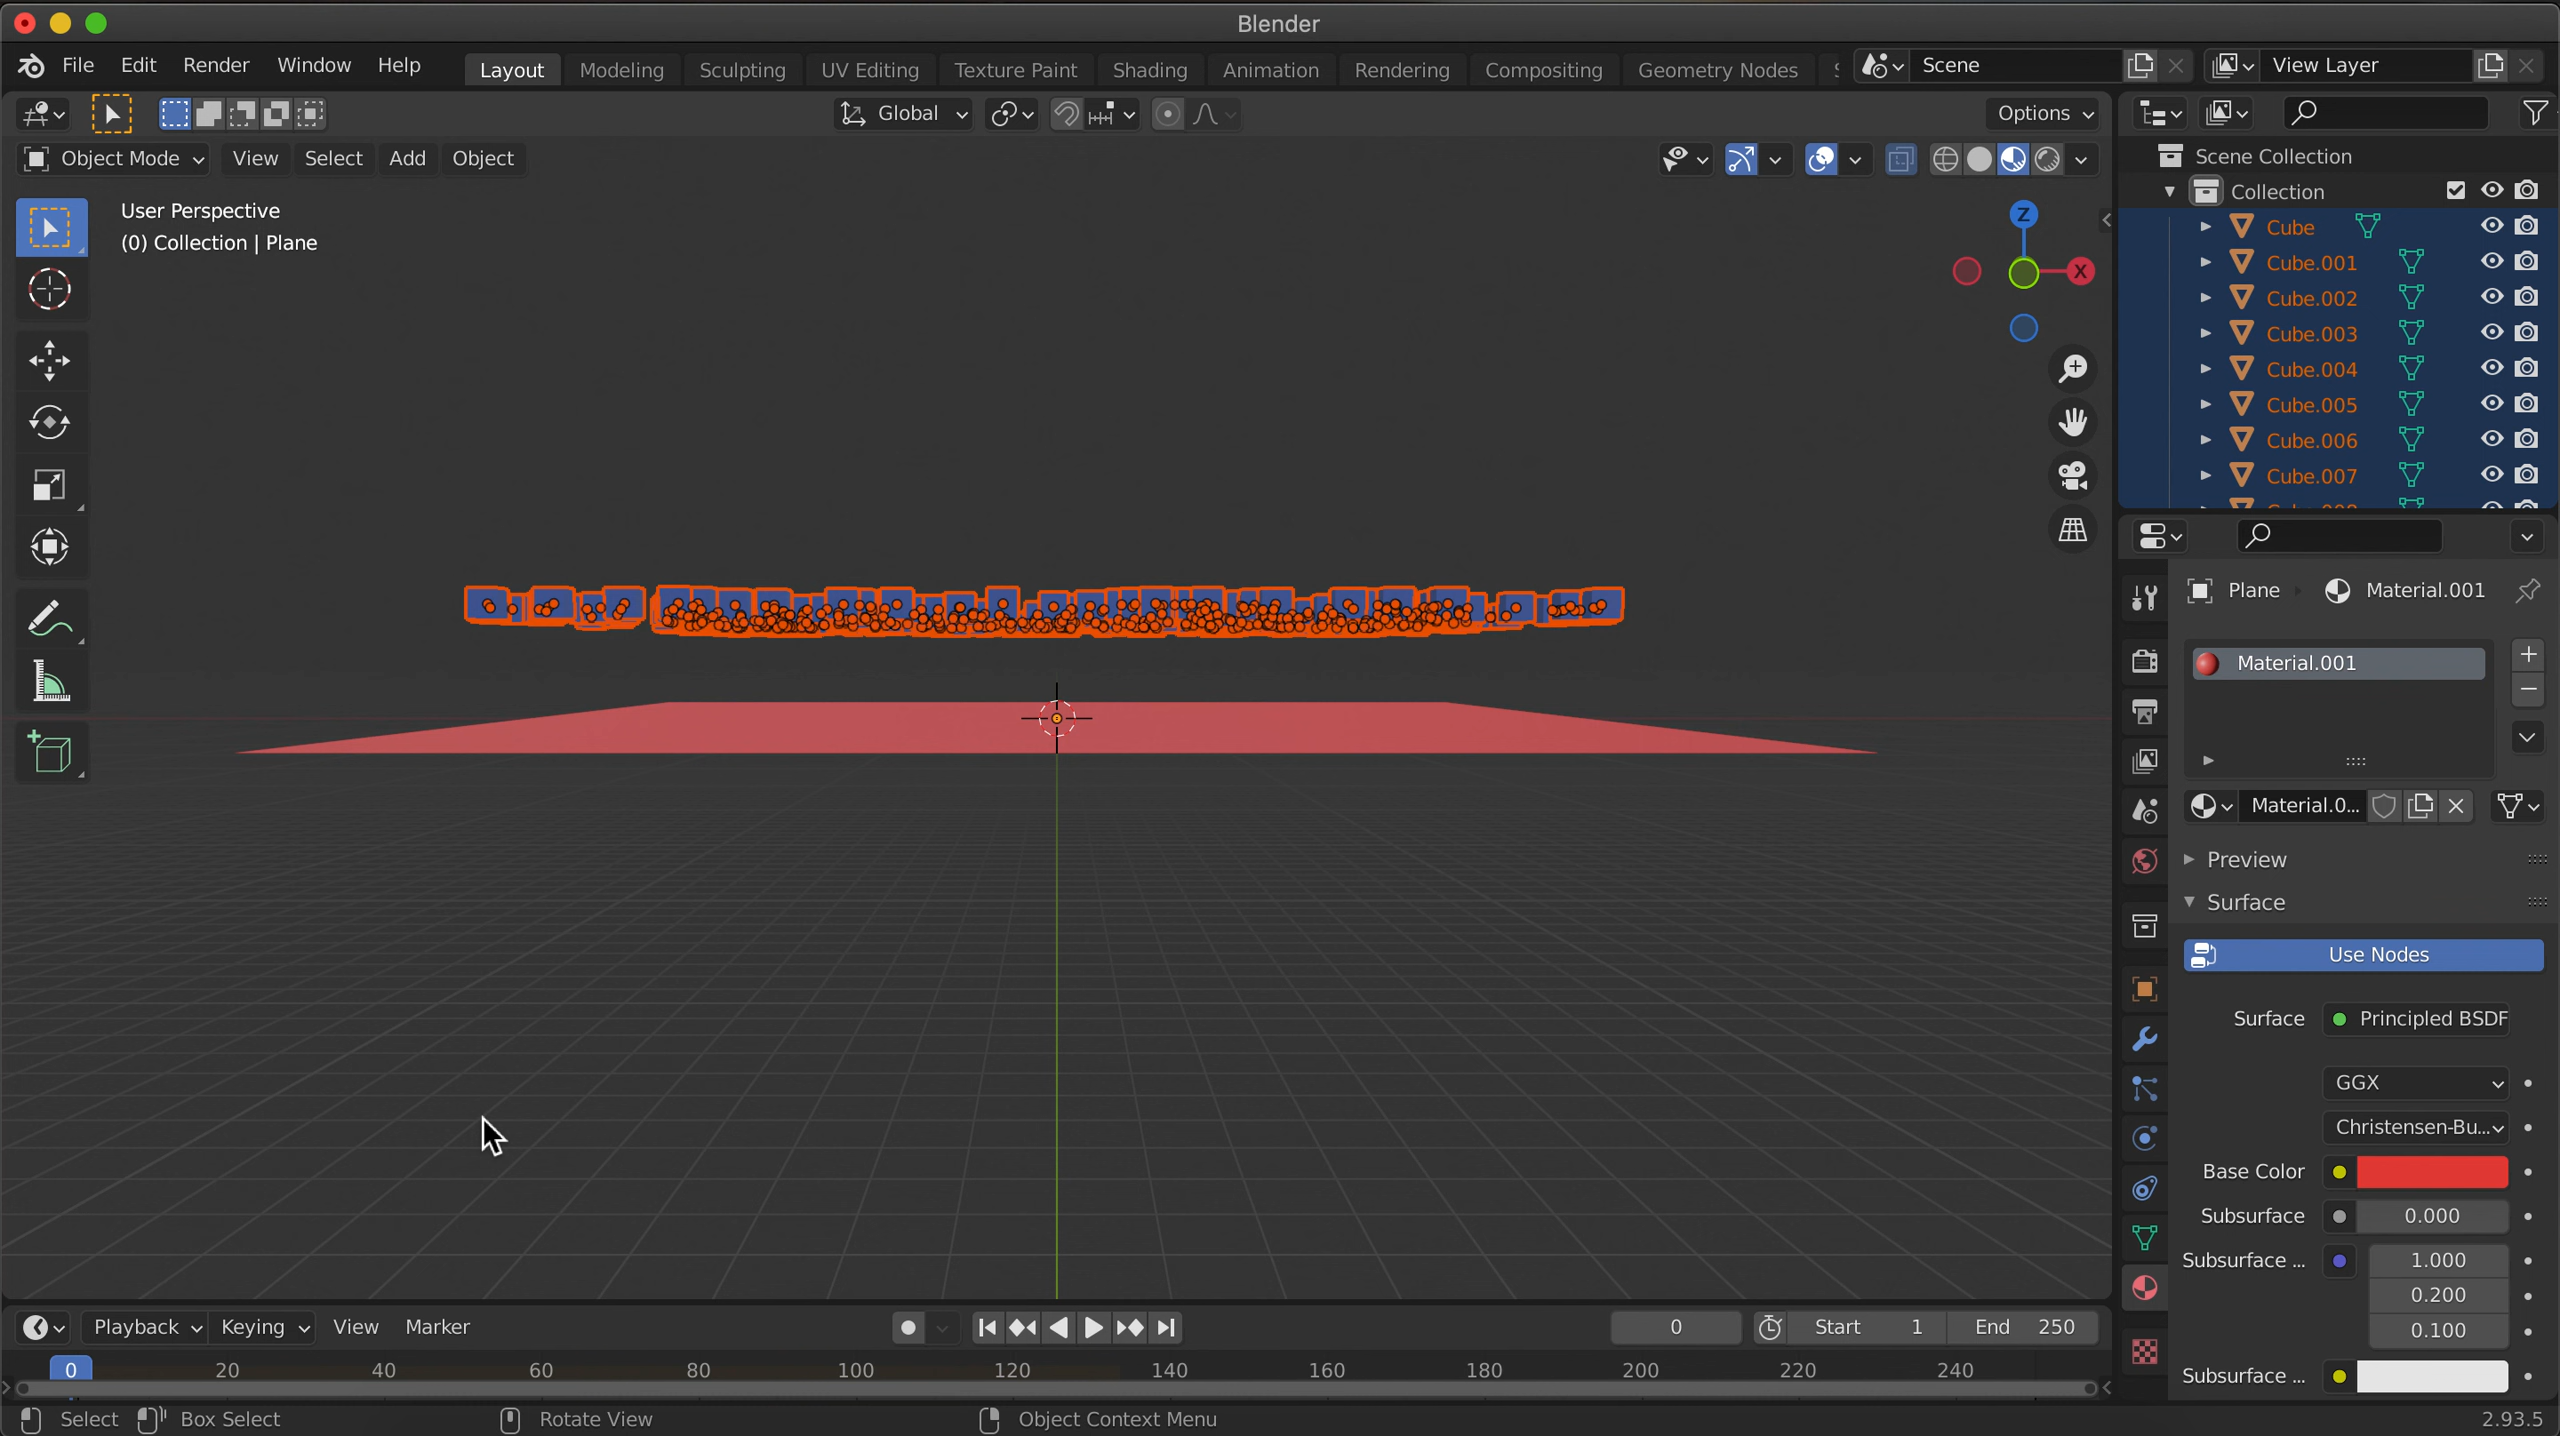 Blender
File Edit Render Window Help Layout Modeling Sculpting UV Editing Texture Paint Shading Animation Rendering Compositing Geometry Nodes Scene View Layer
Global Options
Object Mode View Select Add Object
Scene Collection
Collection
User Perspective
(0) Collection | Plane
Z
X
Cube
Cube.001
Cube.002
Cube.003
Cube.004
Cube.005
Cube.006
Cube.007
Plane Material.001
Material.001
Material.0...
Preview
Surface
Use Nodes
Surface Principled BSDF
GGX
Christensen-Bu...
Base Color
Subsurface 0.000
Subsurface ... 1.000
0.200
0.100
Subsurface ...
Playback Keying View Marker 0 Start 1 End 250
0 20 40 60 80 100 120 140 160 180 200 220 240
Select Box Select Rotate View Object Context Menu 2.93.5